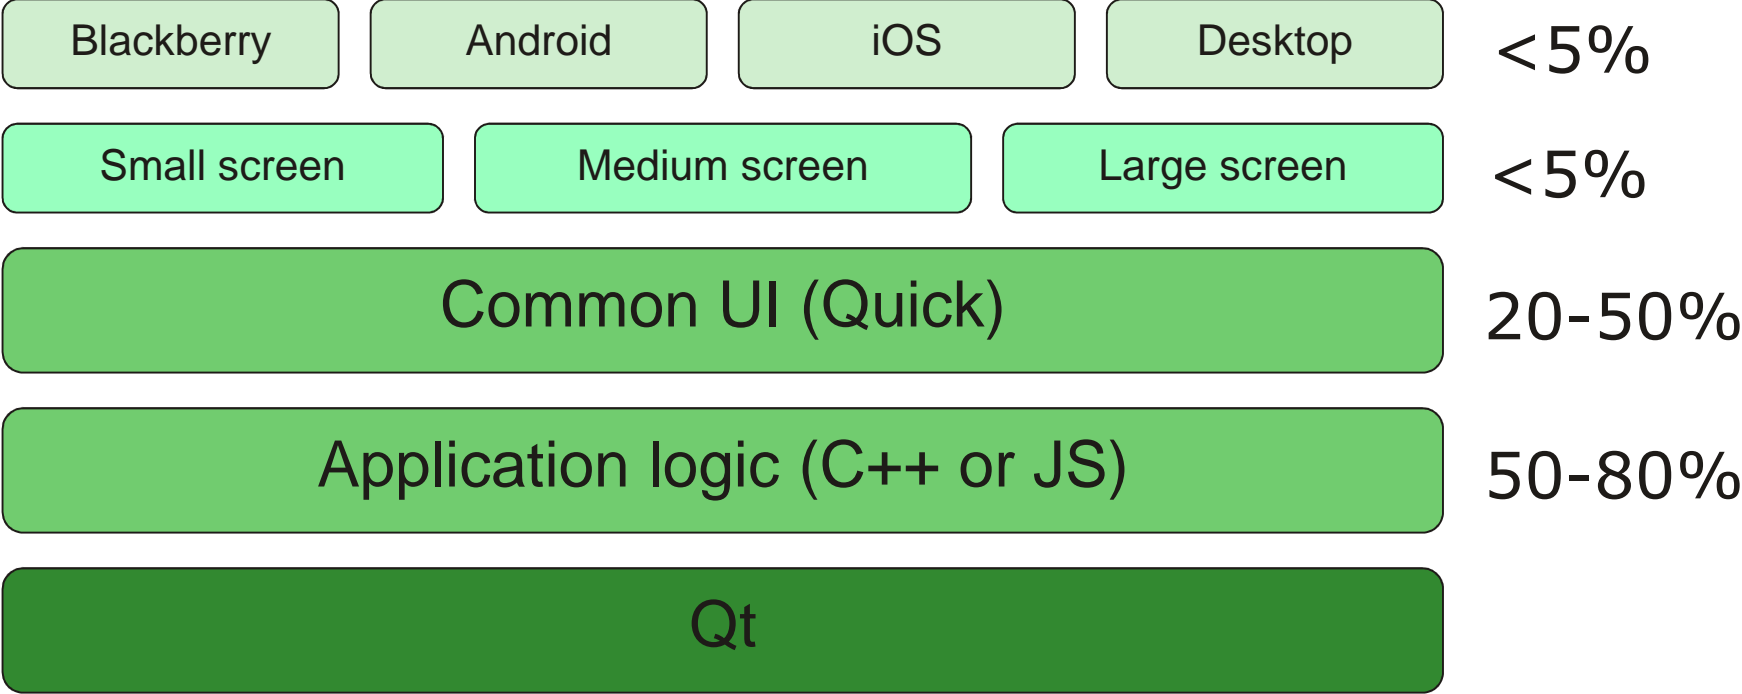 Blackberry Android iOS Desktop <5%
Small screen Medium screen Large screen <5%
Common UI (Quick) 20-50%
Application logic (C++ or JS) 50-80%
Qt